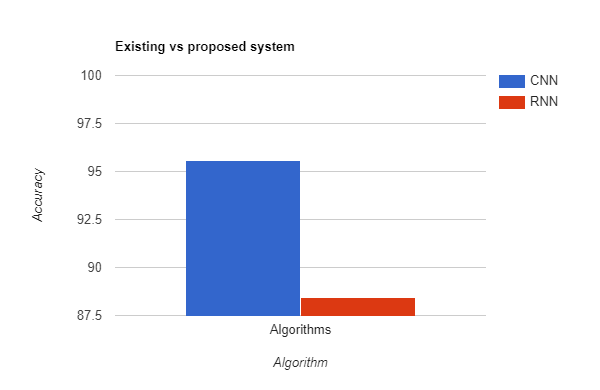 Existing vs proposed system
100
97.5
95
92.5
90
87.5
Accuracy
Algorithms
Algorithm
CNN
RNN